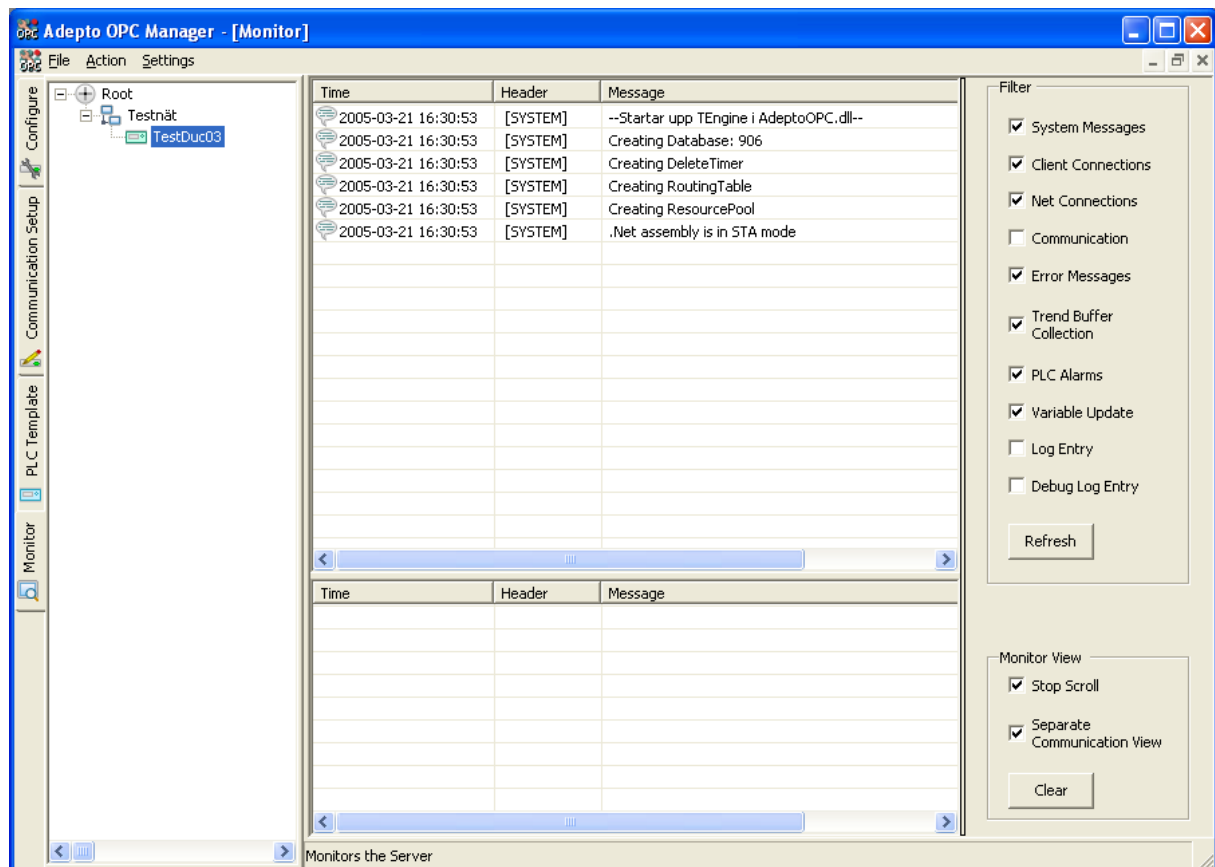 Adepto OPC Manager - [Monitor]
File Action Settings
Configure
Communication Setup
PLC Template
Monitor
Root
Testnät
TestDuc03
Time Header Message
2005-03-21 16:30:53 [SYSTEM] --Startar upp TEngine i AdeptoOPC.dll--
2005-03-21 16:30:53 [SYSTEM] Creating Database: 906
2005-03-21 16:30:53 [SYSTEM] Creating DeleteTimer
2005-03-21 16:30:53 [SYSTEM] Creating RoutingTable
2005-03-21 16:30:53 [SYSTEM] Creating ResourcePool
2005-03-21 16:30:53 [SYSTEM] .Net assembly is in STA mode
Time Header Message
Filter
System Messages
Client Connections
Net Connections
Communication
Error Messages
Trend Buffer
Collection
PLC Alarms
Variable Update
Log Entry
Debug Log Entry
Refresh
Monitor View
Stop Scroll
Separate
Communication View
Clear
Monitors the Server